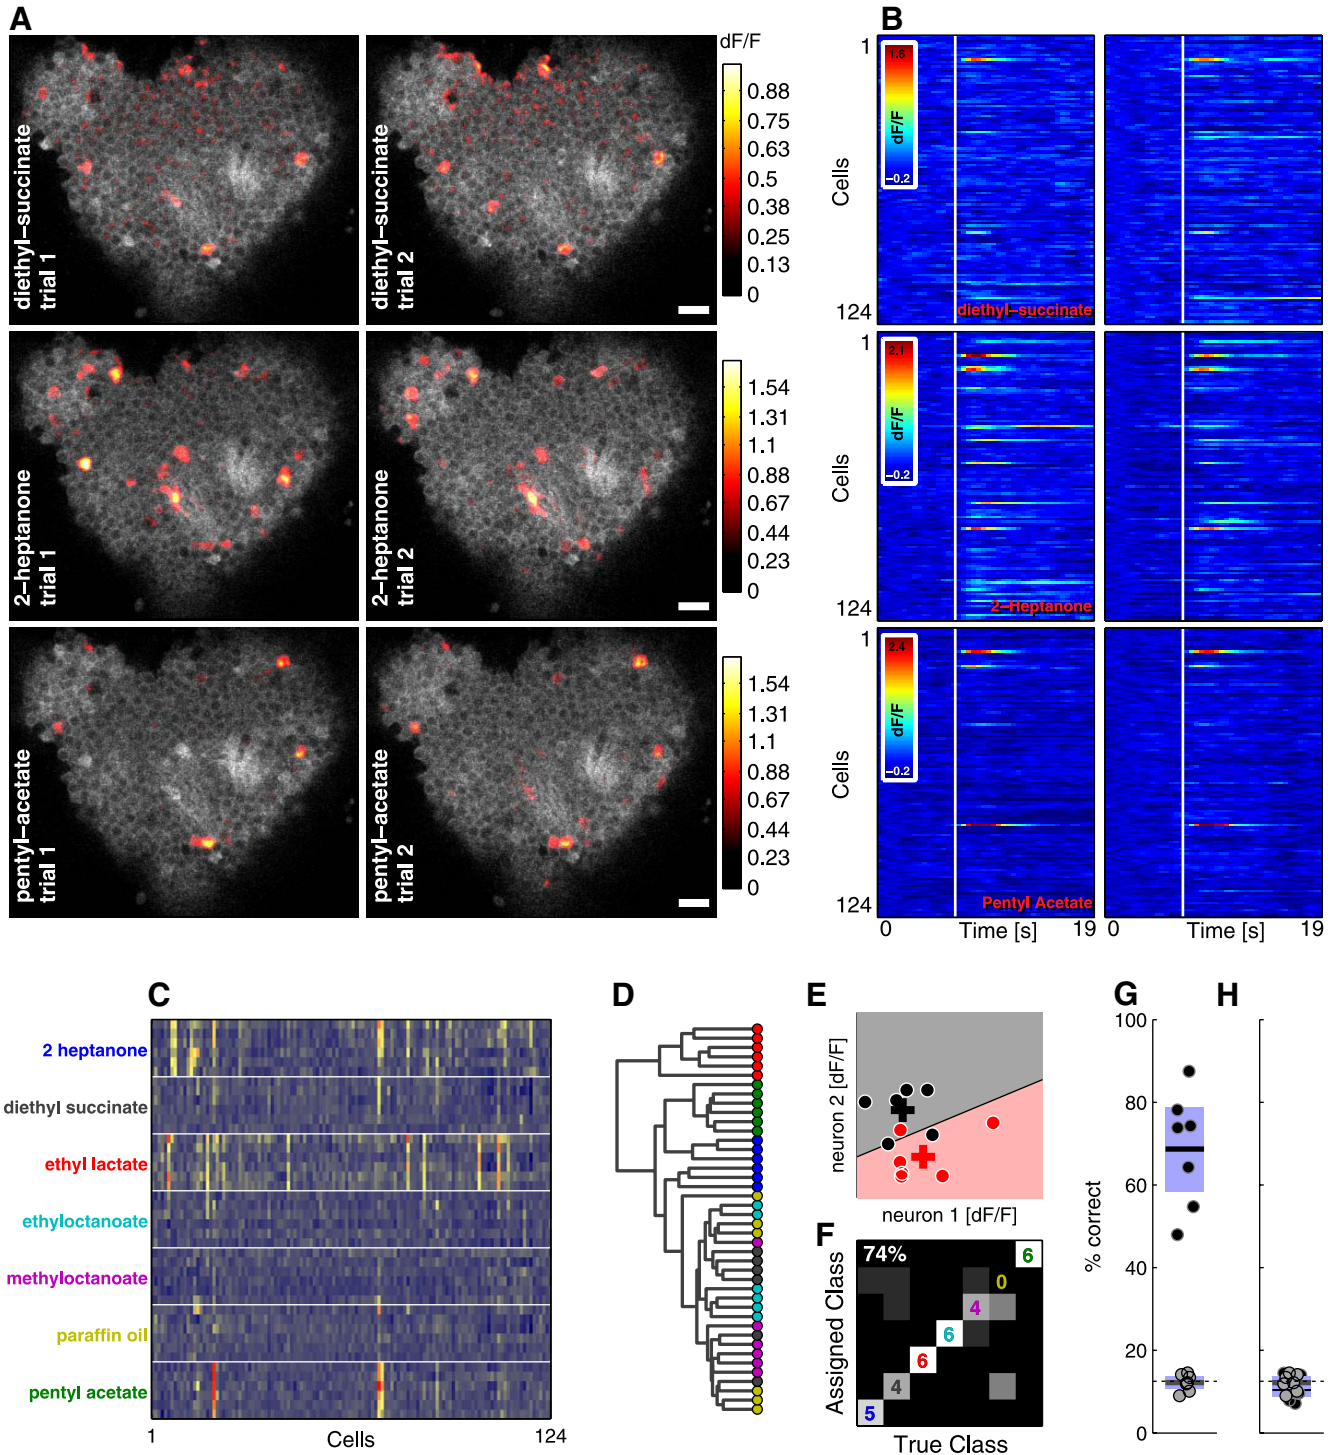 A
B
dF/F
diethyl–succinate
trial 1
diethyl–succinate
trial 2
0.88
0.75
0.63
0.5
0.38
0.25
0.13
0
2–heptanone
trial 1
2–heptanone
trial 2
1.54
1.31
1.1
0.88
0.67
0.44
0.23
0
pentyl–acetate
trial 1
pentyl–acetate
trial 2
1.54
1.31
1.1
0.88
0.67
0.44
0.23
0
1
1.6
dF/F
−0.2
Cells
124
diethyl–succinate
1
2.1
dF/F
−0.2
Cells
124
2–Heptanone
1
2.4
dF/F
−0.2
Cells
124
Pentyl Acetate
0 Time [s] 19
0 Time [s] 19
C
2 heptanone
diethyl succinate
ethyl lactate
ethyloctanoate
methyloctanoate
paraffin oil
pentyl acetate
1 Cells 124
D
E
neuron 2 [dF/F]
neuron 1 [dF/F]
F
74%
6
0
4
6
6
4
5
Assigned Class
True Class
G
H
% correct
100
80
60
40
20
0